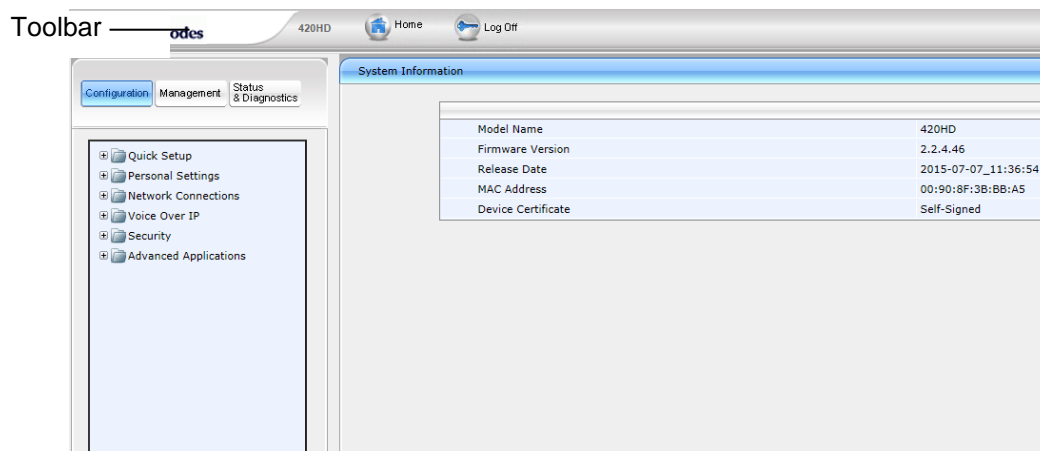 Toolbar
odes
420HD
Home
Log Off
Configuration
Management
Status
& Diagnostics
System Information
Quick Setup
Personal Settings
Network Connections
Voice Over IP
Security
Advanced Applications
Model Name 420HD
Firmware Version 2.2.4.46
Release Date 2015-07-07_11:36:54
MAC Address 00:90:8F:3B:BB:A5
Device Certificate Self-Signed